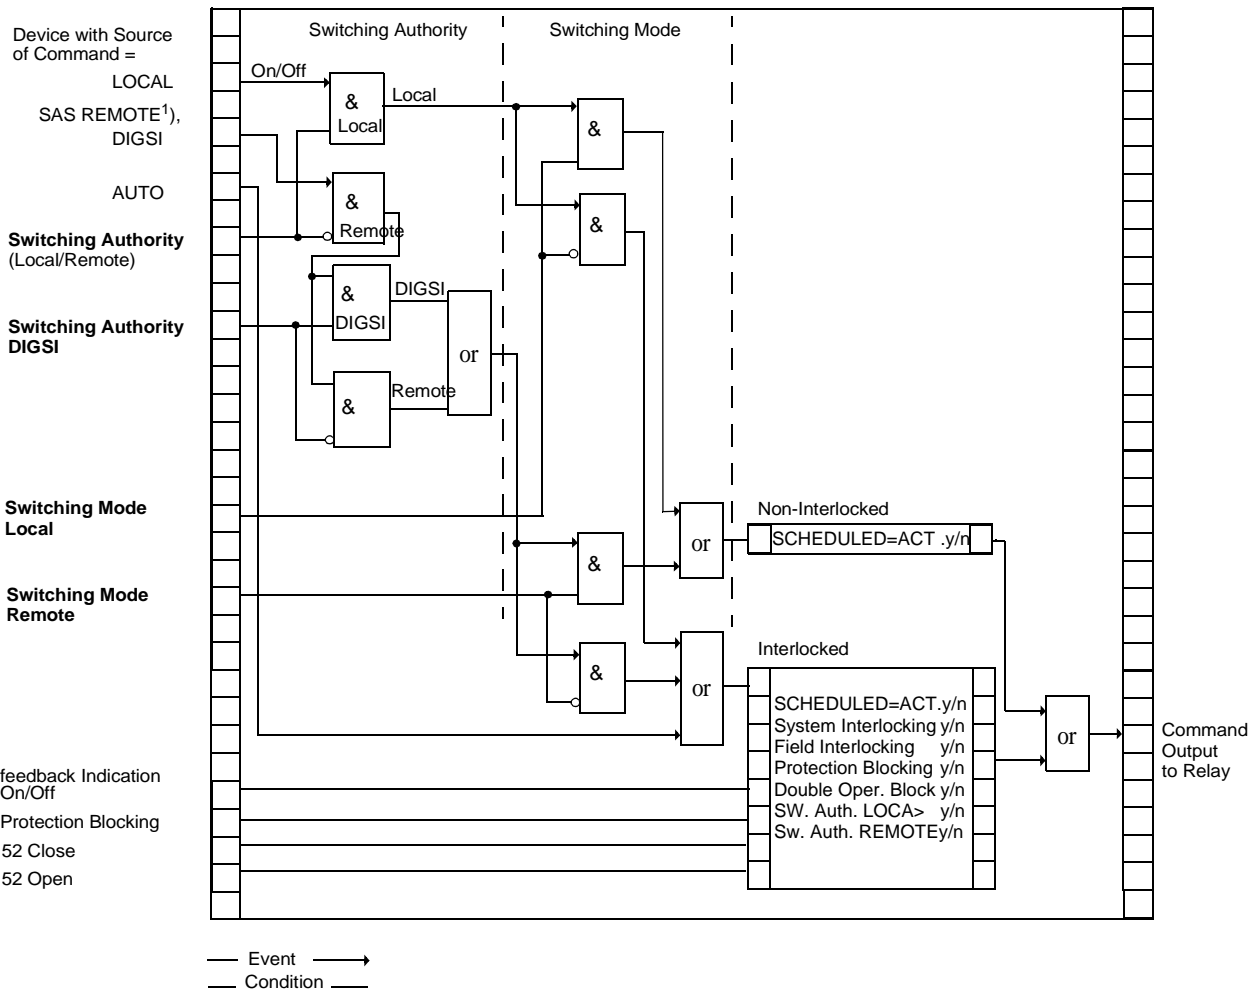 Switching Authority
Switching Mode
Device with Source
of Command =
LOCAL
SAS REMOTE1),
DIGSI
AUTO
Switching Authority
(Local/Remote)
Switching Authority
DIGSI
Switching Mode
Local
Switching Mode
Remote
feedback Indication
On/Off
Protection Blocking
52 Close
52 Open
On/Off
&
Local
Local
&
Remote
&
DIGSI
DIGSI
or
&
Remote
&
&
&
&
or
or
Non-Interlocked
SCHEDULED=ACT .y/n
Interlocked
SCHEDULED=ACT.y/n
System Interlocking y/n
Field Interlocking y/n
Protection Blocking y/n
Double Oper. Block y/n
SW. Auth. LOCA> y/n
Sw. Auth. REMOTEy/n
or
Command
Output
to Relay
Event
Condition